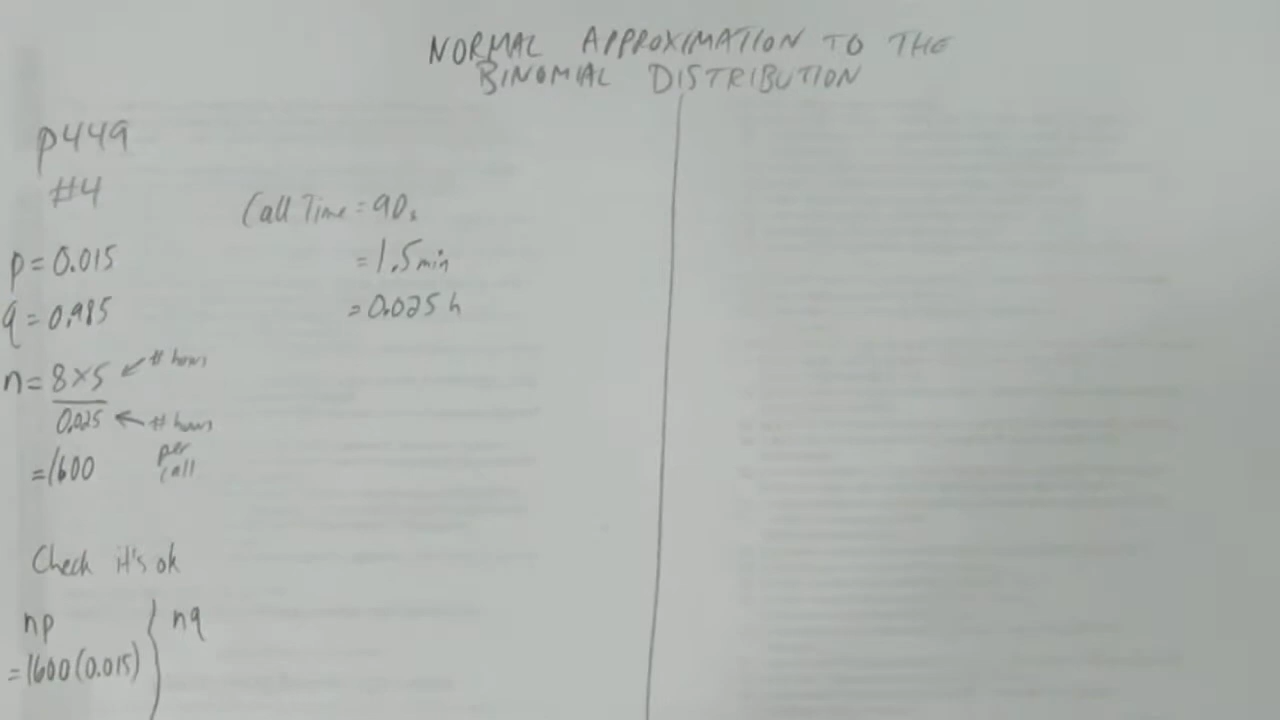 NORMAL APPROXIMATION TO THE
BINOMIAL DISTRIBUTION
p449
#4
Call Time = 90s
= 1.5 min
= 0.025 h
p = 0.015
q = 0.985
n = 8×5 ← # hours
0.025 ← # hours
per
call
= 1600
Check it's ok
np } nq
= 1600(0.015)